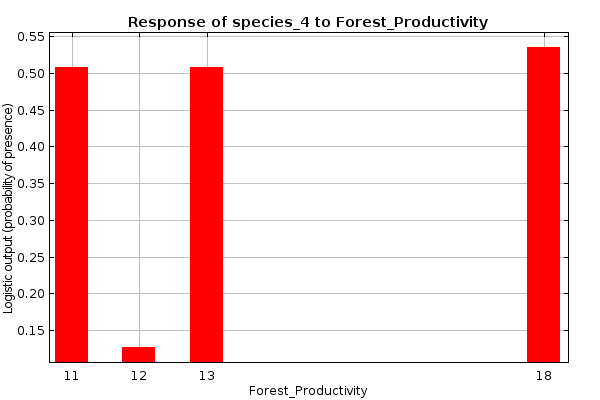 Response of species_4 to Forest_Productivity
Logistic output (probability of presence)
0.55
0.50
0.45
0.40
0.35
0.30
0.25
0.20
0.15
11 12 13 18
Forest_Productivity